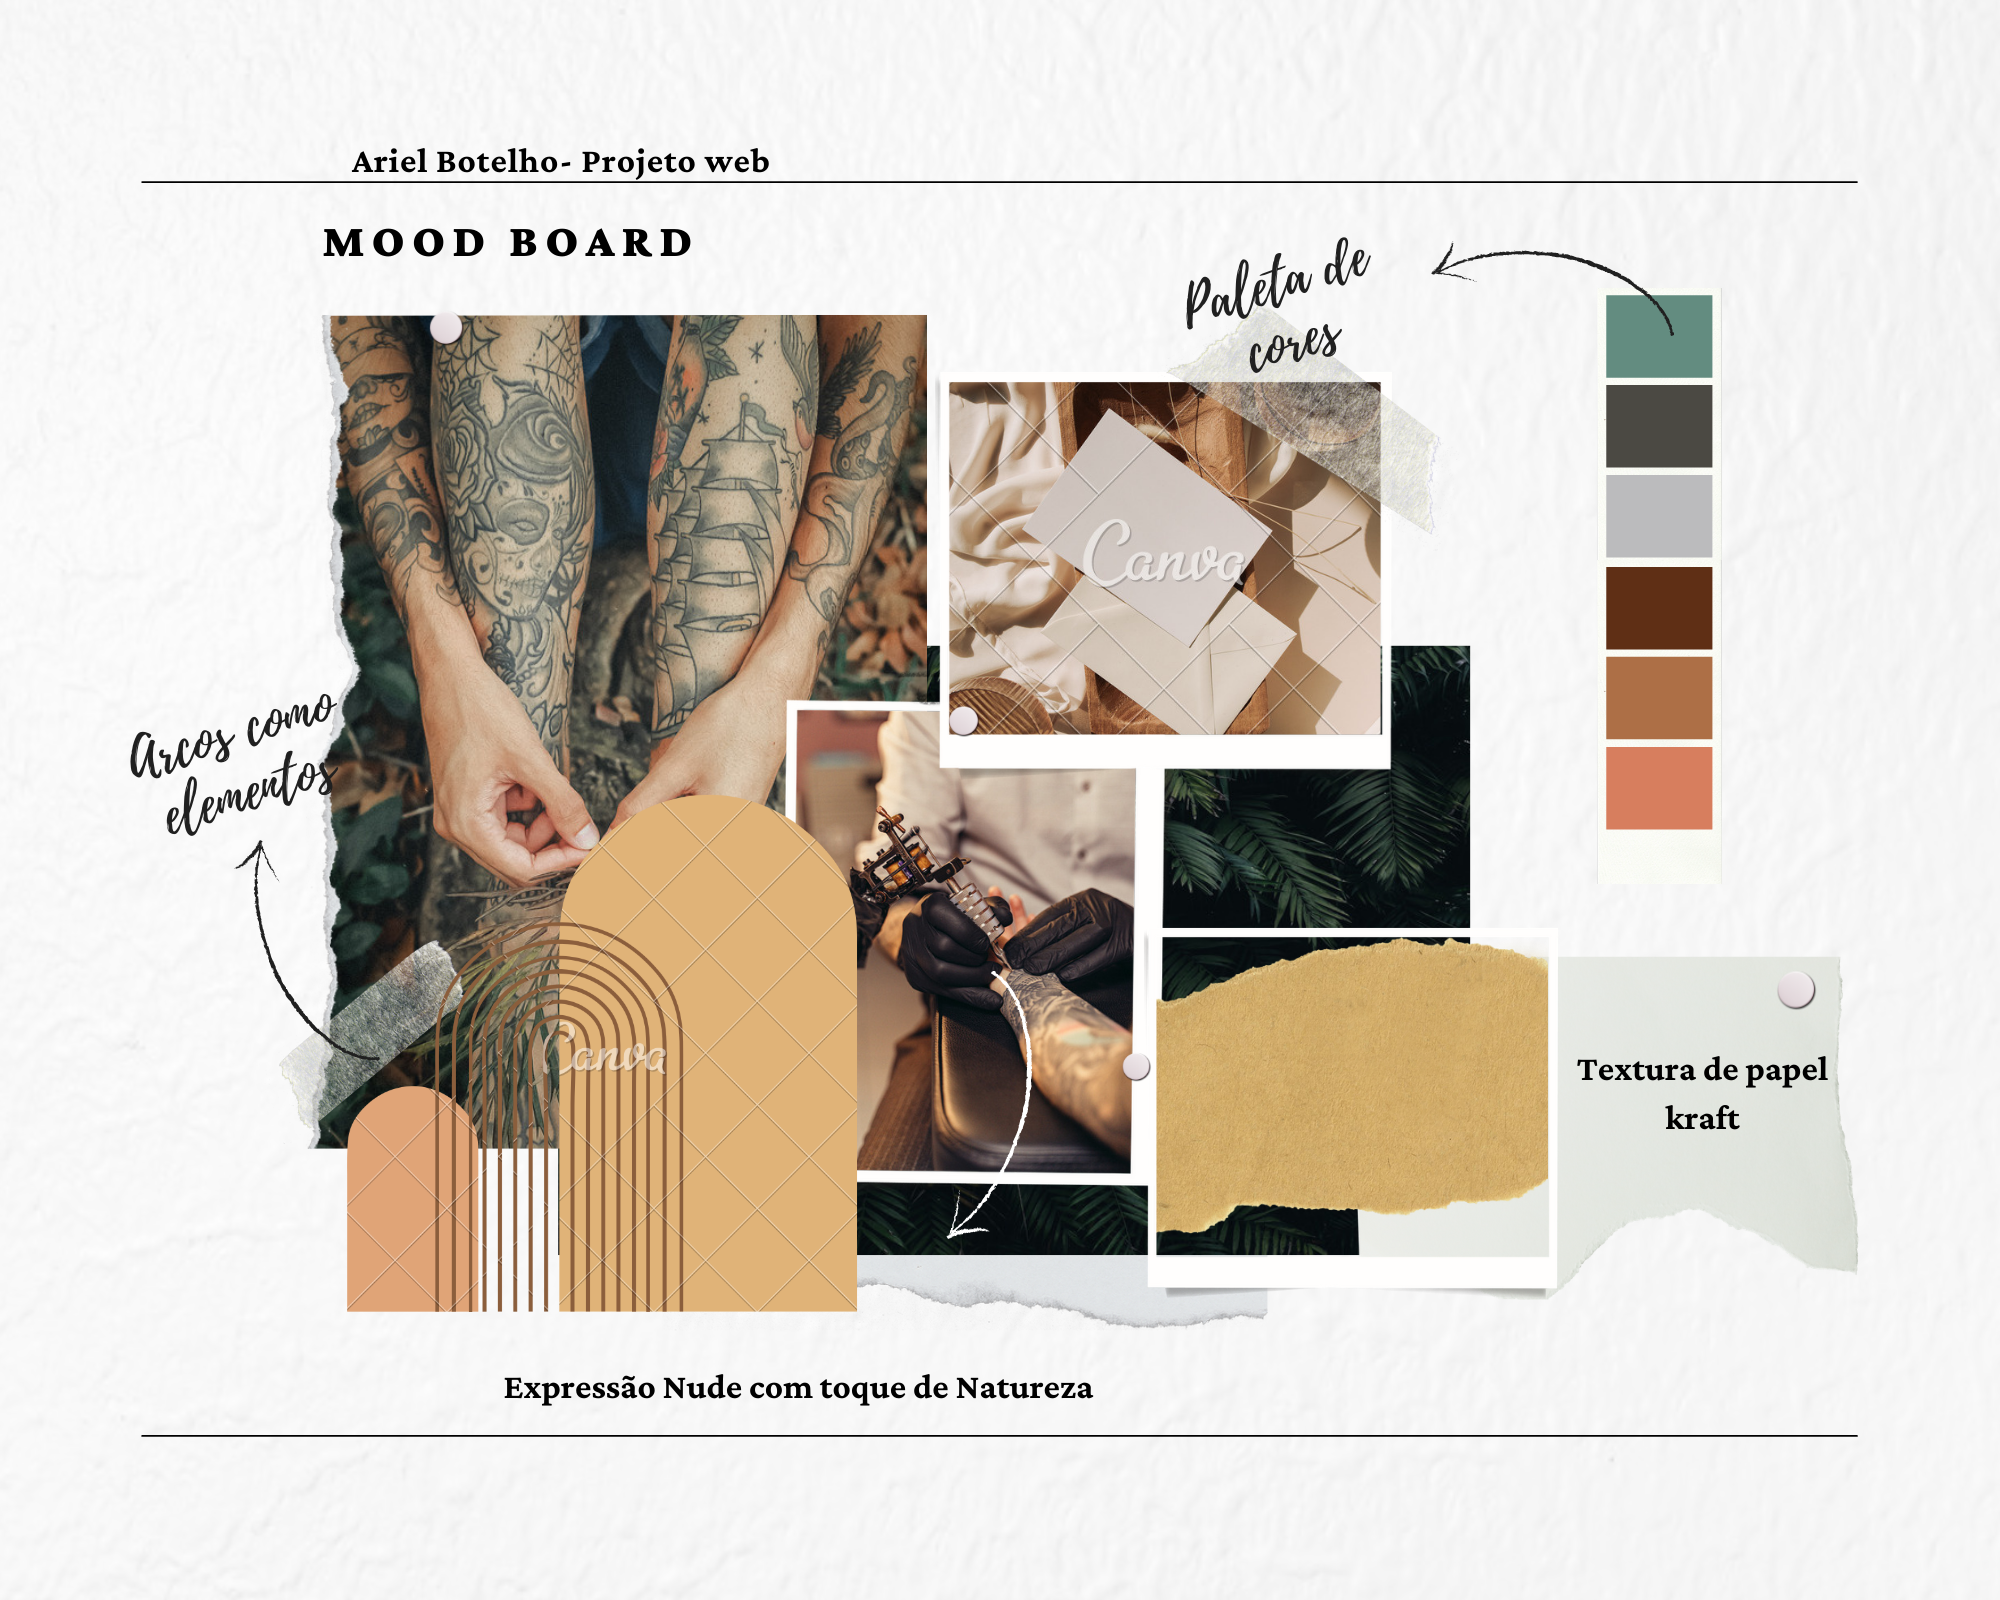 Ariel Botelho- Projeto web
MOOD BOARD
Paleta de
cores
Canva
Arcos como
elementos
Canva
Textura de papel
kraft
Expressão Nude com toque de Natureza